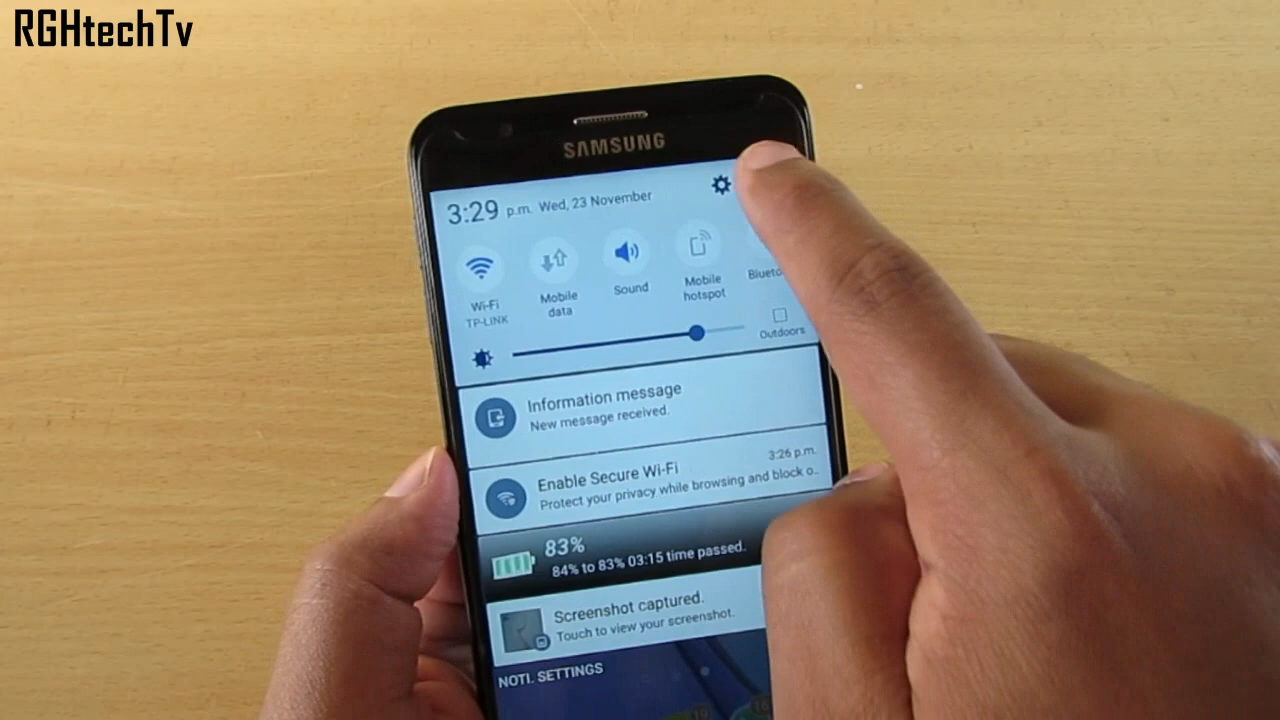 RGHtechTv
SAMSUNG
3:29 p.m. Wed, 23 November
Wi-Fi
TP-LINK
Mobile
data
Sound
Mobile
hotspot
Blueto
Outdoors
Information message
New message received.
Enable Secure Wi-Fi
3:26 p.m.
Protect your privacy while browsing and block o..
83%
84% to 83% 03:15 time passed.
Screenshot captured.
Touch to view your screenshot.
NOTI. SETTINGS